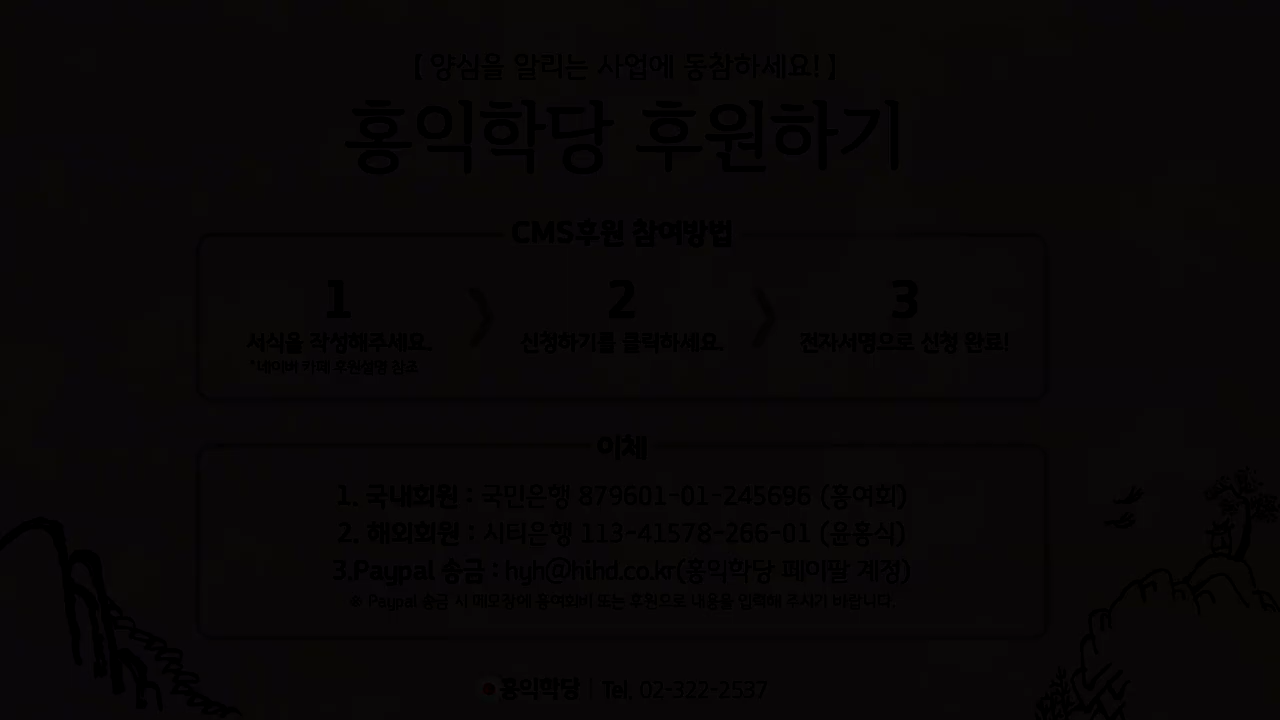 【 양심을 알리는 사업에 동참하세요! 】
홍익학당 후원하기
CMS후원 참여방법
1
서식을 작성해주세요.
*네이버 카페 후원설명 참조
2
신청하기를 클릭하세요.
3
전자서명으로 신청 완료!
이체
1. 국내회원 : 국민은행 879601-01-245696 (홍여회)
2. 해외회원 : 시티은행 113-41578-266-01 (윤홍식)
3.Paypal 송금 : hyh@hihd.co.kr(홍익학당 페이팔 계정)
※ Paypal 송금 시 메모장에 홍여회비 또는 후원으로 내용을 입력해 주시기 바랍니다.
홍익학당 | Tel. 02-322-2537